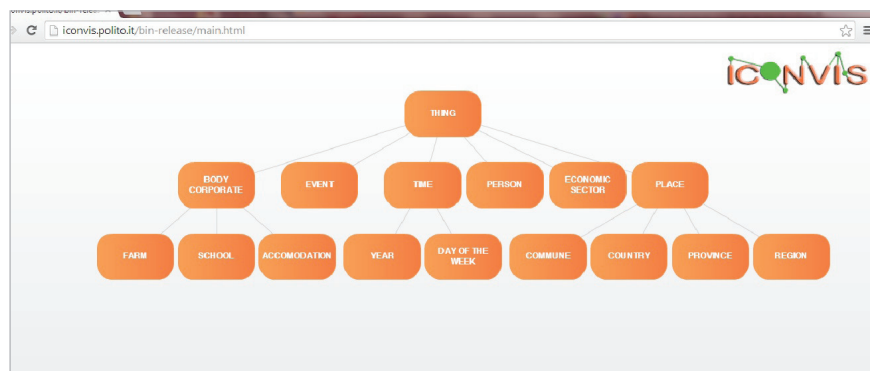 iconvis.polito.it/bin-release/main.html
ICONVIS
THING
BODY
CORPORATE
EVENT
TIME
PERSON
ECONOMIC
SECTOR
PLACE
FARM
SCHOOL
ACCOMODATION
YEAR
DAY OF THE
WEEK
COMMUNE
COUNTRY
PROVINCE
REGION